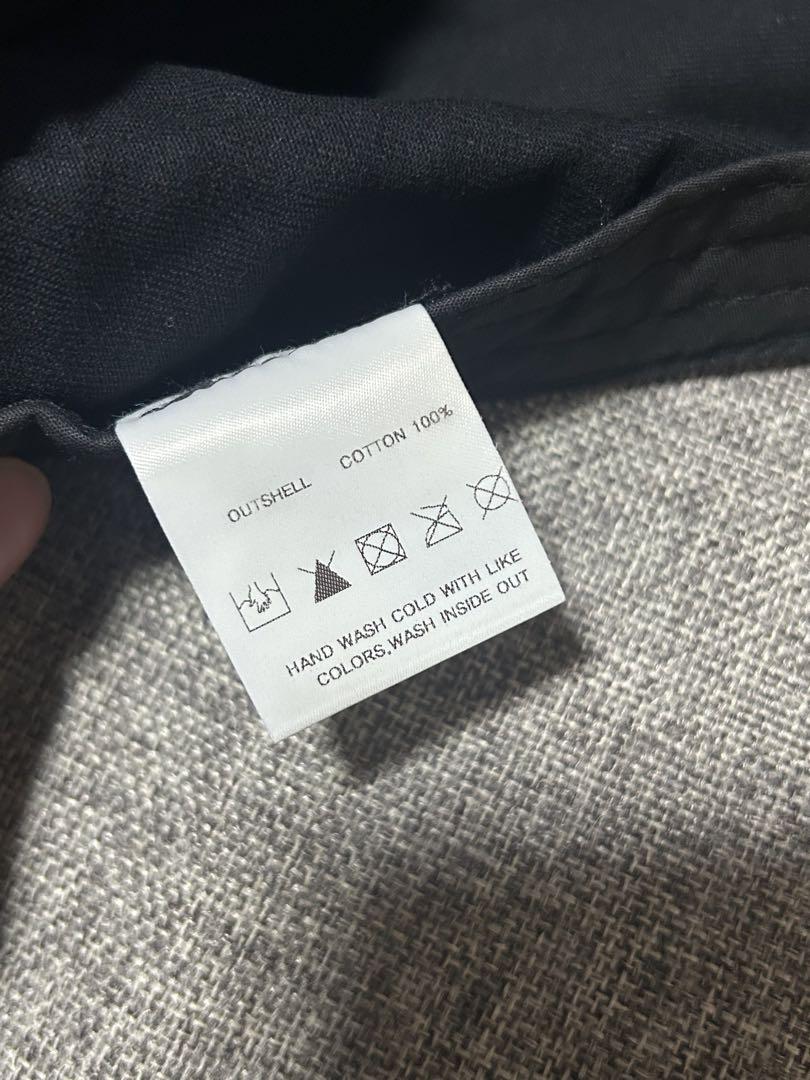 OUTSHELL COTTON 100%
HAND WASH COLD WITH LIKE
COLORS.WASH INSIDE OUT